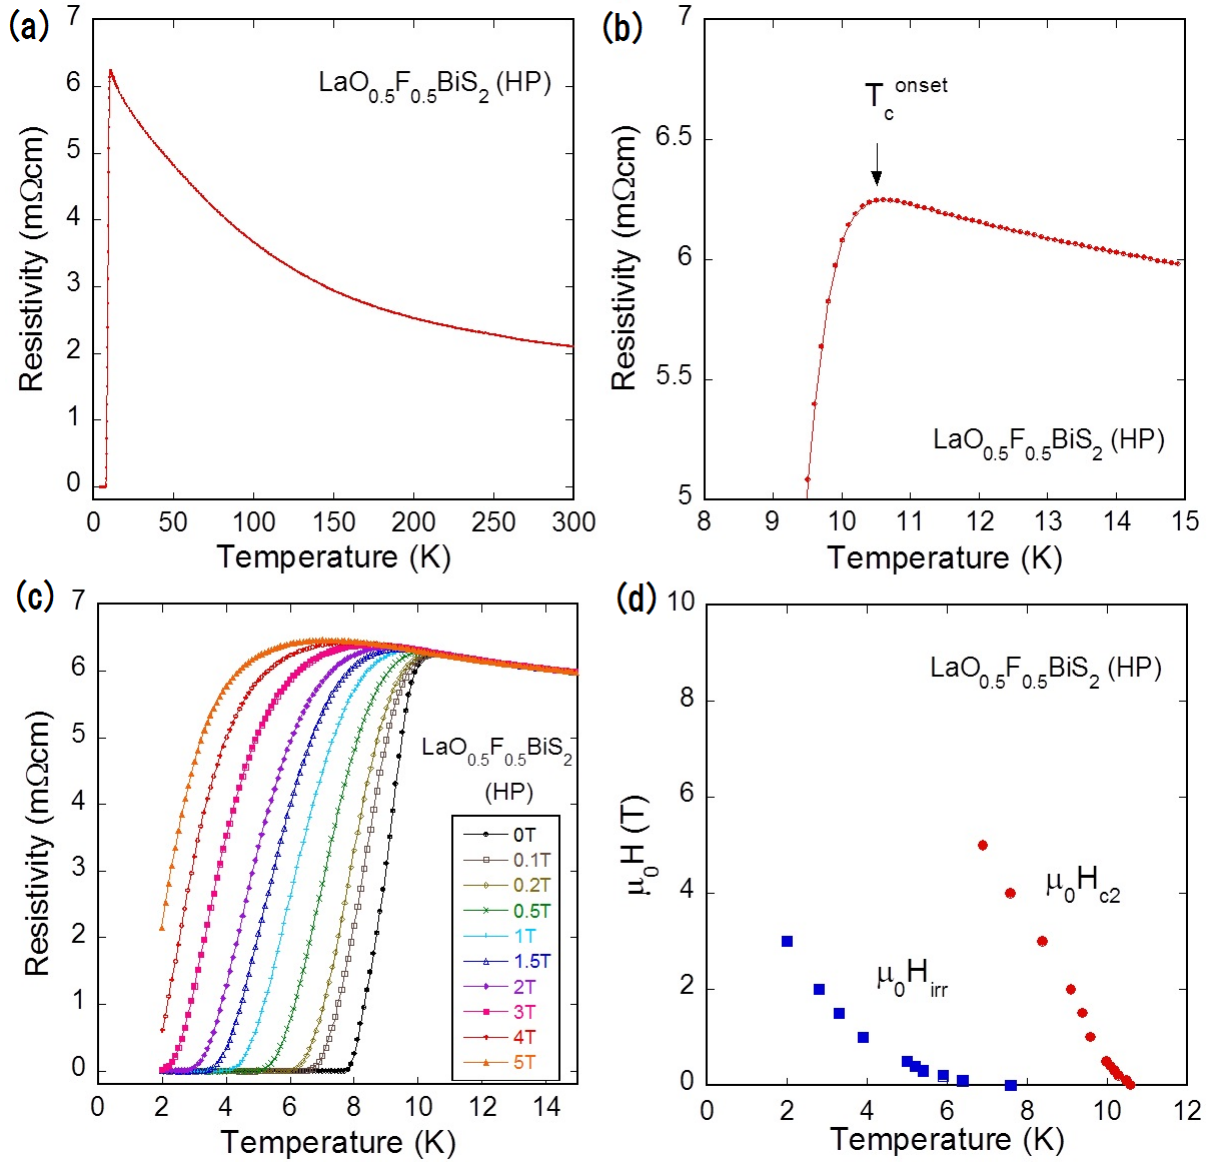 (a)
7
6
5
4
3
2
1
0
Resistivity (mΩcm)
LaO0.5F0.5BiS2 (HP)
0 50 100 150 200 250 300
Temperature (K)
(b)
7
6.5
6
5.5
5
Resistivity (mΩcm)
Tc onset
LaO0.5F0.5BiS2 (HP)
8 9 10 11 12 13 14 15
Temperature (K)
(c)
7
6
5
4
3
2
1
0
Resistivity (mΩcm)
LaO0.5F0.5BiS2
(HP)
0T
0.1T
0.2T
0.5T
1T
1.5T
2T
3T
4T
5T
0 2 4 6 8 10 12 14
Temperature (K)
(d)
10
8
6
4
2
0
μ0H (T)
LaO0.5F0.5BiS2 (HP)
μ0Hc2
μ0Hirr
0 2 4 6 8 10 12
Temperature (K)